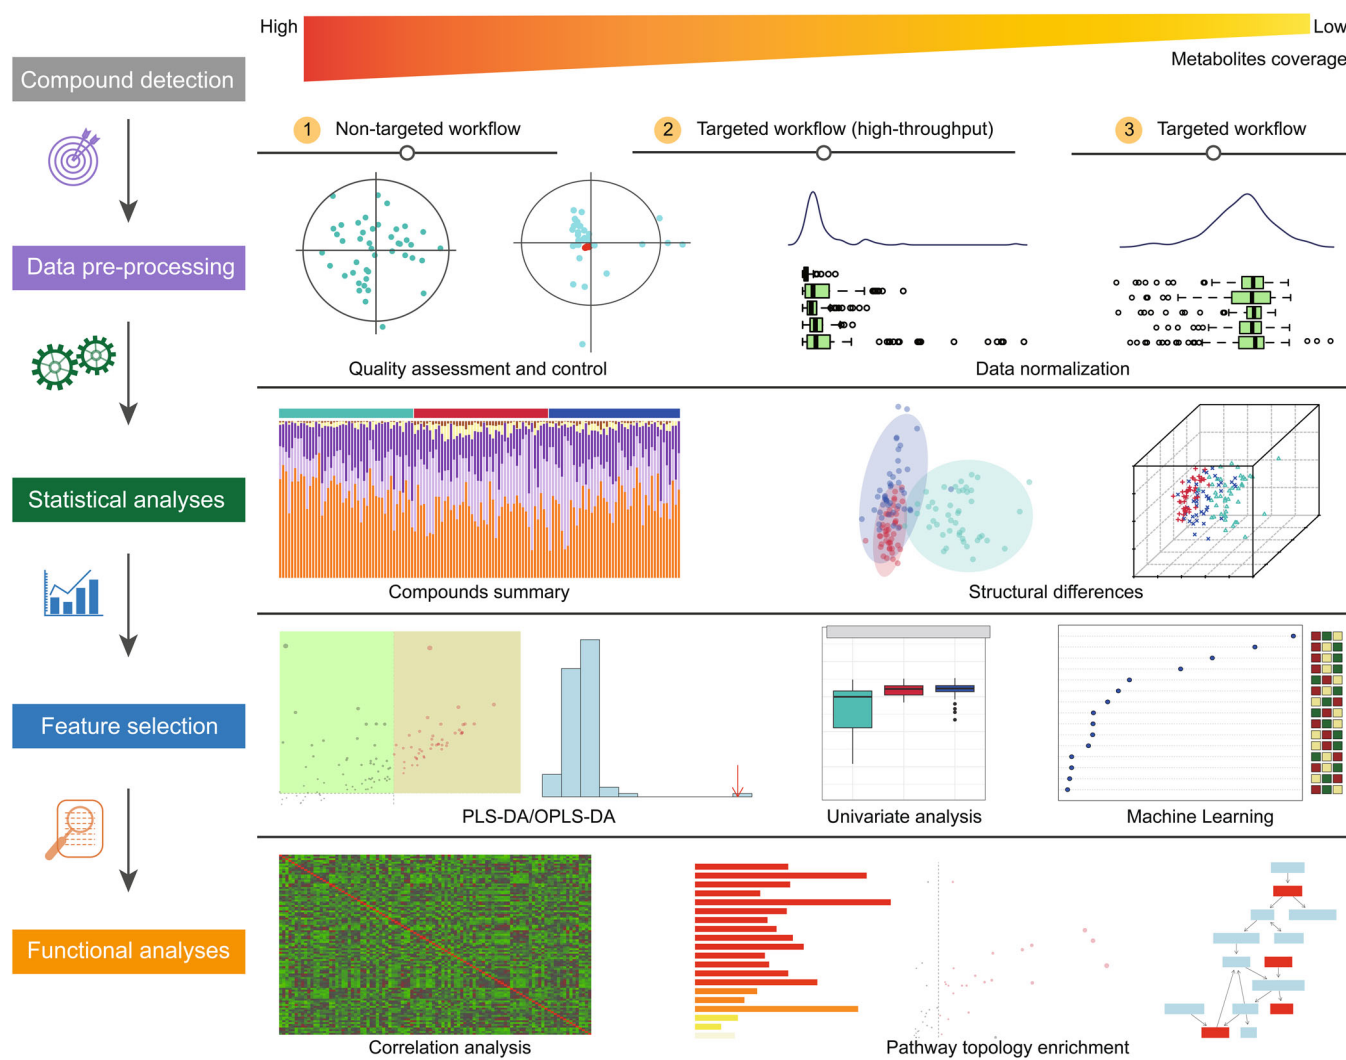 High
Low
Metabolites coverage
Compound detection
1 Non-targeted workflow
2 Targeted workflow (high-throughput)
3 Targeted workflow
Data pre-processing
Quality assessment and control
Data normalization
Statistical analyses
Compounds summary
Structural differences
Feature selection
PLS-DA/OPLS-DA
Univariate analysis
Machine Learning
Functional analyses
Correlation analysis
Pathway topology enrichment